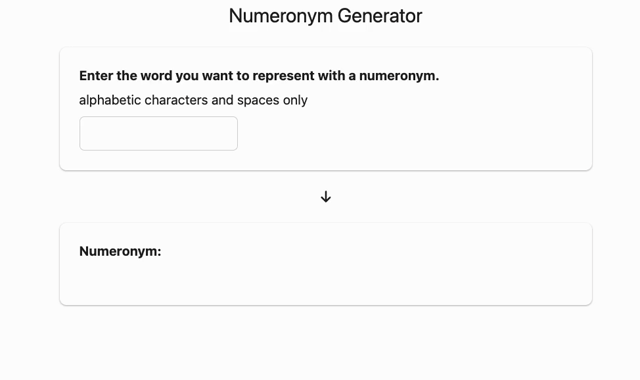 Numeronym Generator
Enter the word you want to represent with a numeronym.
alphabetic characters and spaces only
↓
Numeronym: